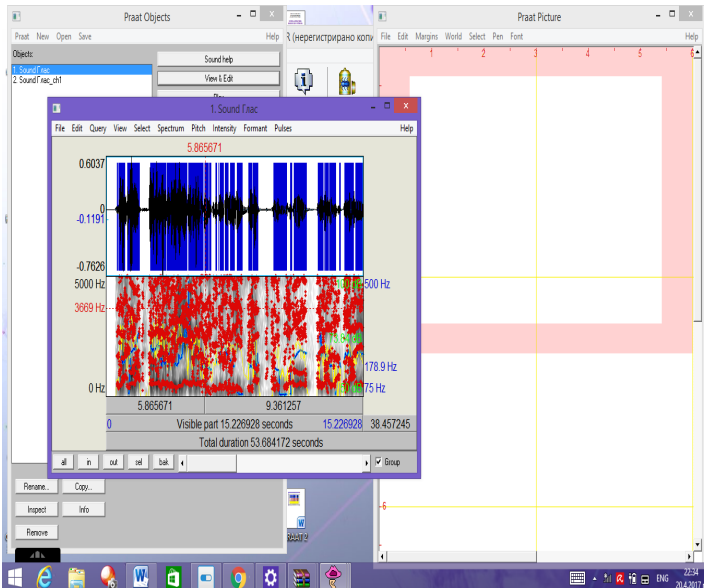 Praat Objects
Praat New Open Save Help
Objects:
1. Sound Глас
2. Sound Глас_ch1
Sound help
View & Edit
R (нерегистрирано копи
Praat Picture
File Edit Margins World Select Pen Font Help
1 2 3 4 5 6
1. Sound Глас
File Edit Query View Select Spectrum Pitch Intensity Formant Pulses Help
5.865671
0.6037
0
-0.1191
-0.7626
5000 Hz
500 Hz
3669 Hz
178.9 Hz
0 Hz
75 Hz
5.865671 9.361257
0 Visible part 15.226928 seconds 15.226928 38.457245
Total duration 53.684172 seconds
all in out sel bak Group
Rename... Copy...
Inspect Info
Remove
6
ENG
22:34
20.4.2017